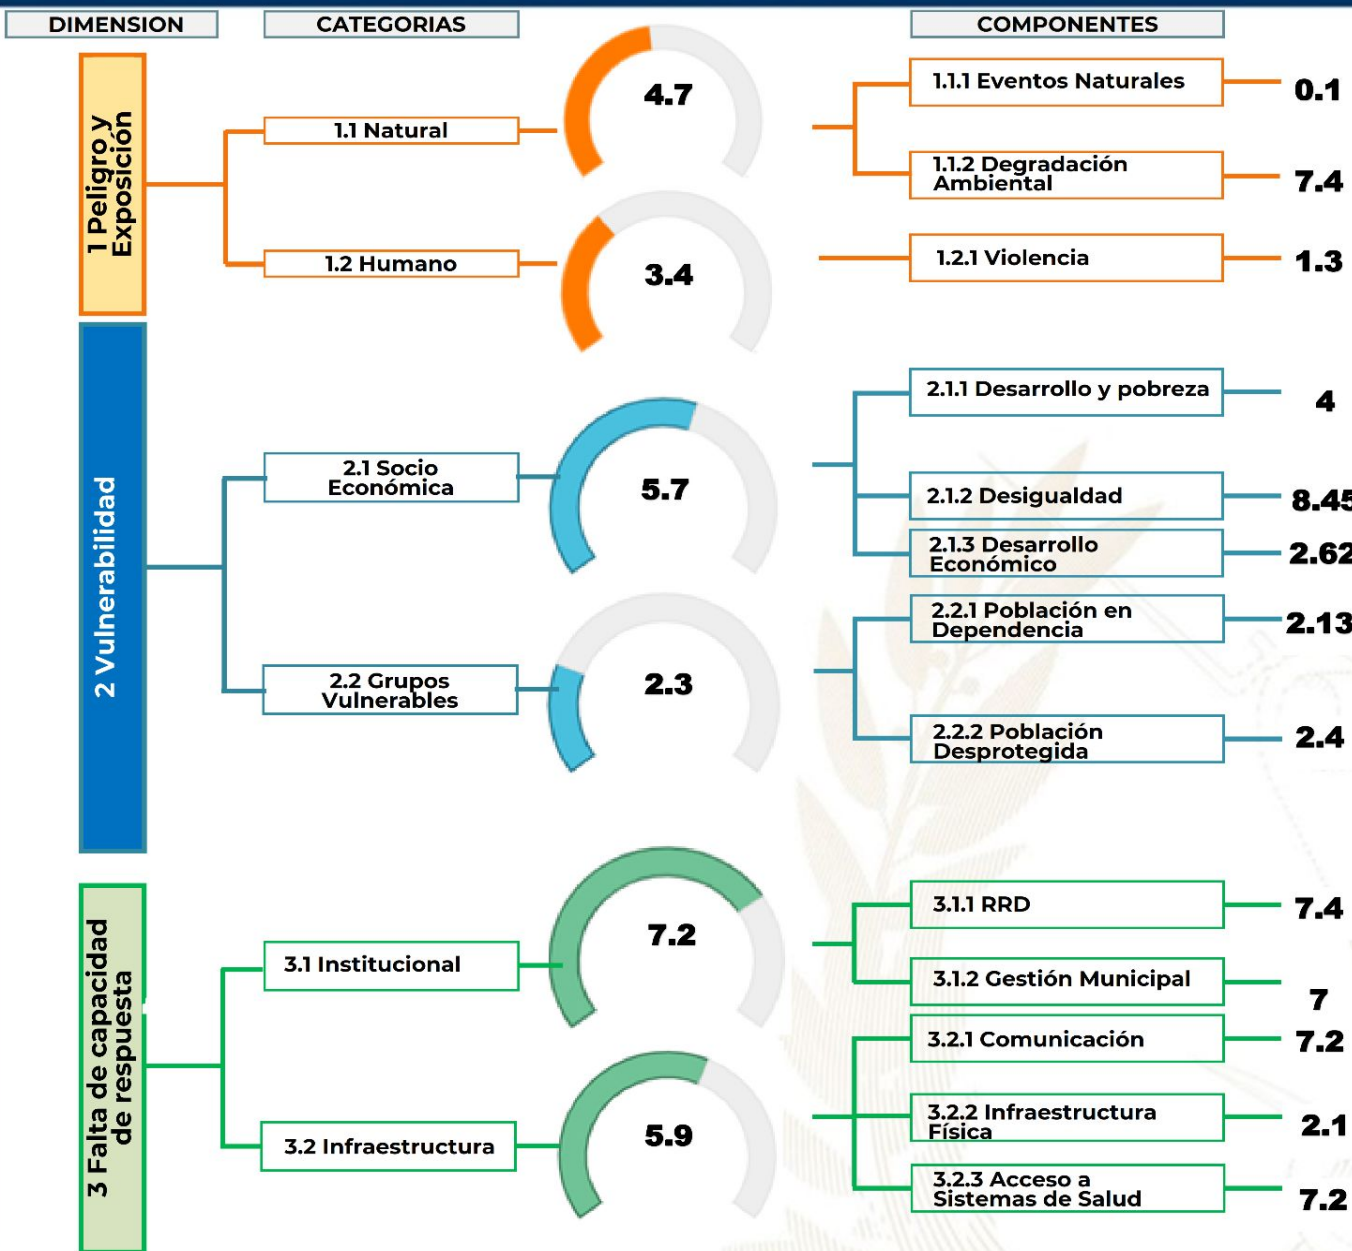 DIMENSION
CATEGORIAS
COMPONENTES
1 Peligro y
Exposición
1.1 Natural
4.7
1.1.1 Eventos Naturales
0.1
1.1.2 Degradación
Ambiental
7.4
1.2 Humano
3.4
1.2.1 Violencia
1.3
2 Vulnerabilidad
2.1 Socio
Económica
5.7
2.1.1 Desarrollo y pobreza
4
2.1.2 Desigualdad
8.45
2.1.3 Desarrollo
Económico
2.62
2.2 Grupos
Vulnerables
2.3
2.2.1 Población en
Dependencia
2.13
2.2.2 Población
Desprotegida
2.4
3 Falta de capacidad
de respuesta
3.1 Institucional
7.2
3.1.1 RRD
7.4
3.1.2 Gestión Municipal
7
3.2 Infraestructura
5.9
3.2.1 Comunicación
7.2
3.2.2 Infraestructura
Física
2.1
3.2.3 Acceso a
Sistemas de Salud
7.2